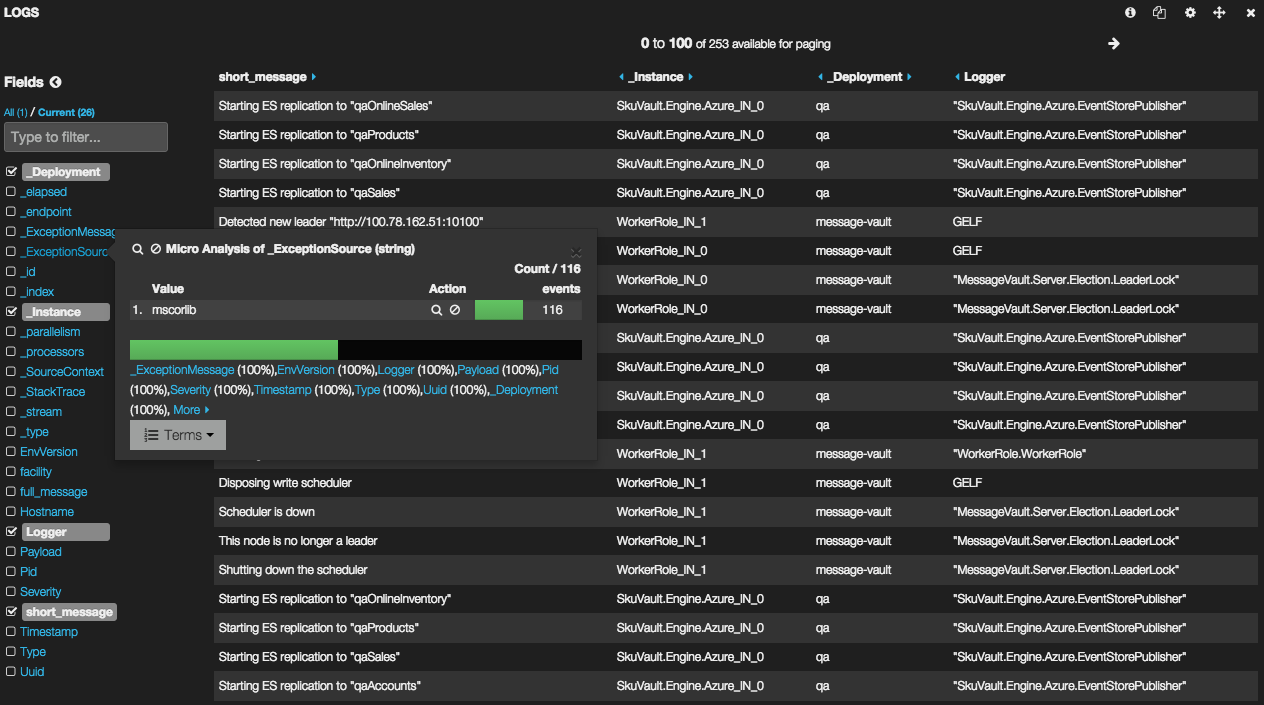 LOGS
0 to 100 of 253 available for paging
Fields
All (1) / Current (26)
Type to filter...
_Deployment
_elapsed
_endpoint
_ExceptionMessag
_ExceptionSourc
_id
_index
_Instance
_parallelism
_processors
_SourceContext
_StackTrace
_stream
_type
EnvVersion
facility
full_message
Hostname
Logger
Payload
Pid
Severity
short_message
Timestamp
Type
Uuid
Micro Analysis of _ExceptionSource (string)
Count / 116
Value Action events
1. mscorlib 116
_ExceptionMessage (100%),EnvVersion (100%),Logger (100%),Payload (100%),Pid
(100%),Severity (100%),Timestamp (100%),Type (100%),Uuid (100%),_Deployment
(100%), More
Terms
short_message _Instance _Deployment Logger
Starting ES replication to "qaOnlineSales" SkuVault.Engine.Azure_IN_0 qa "SkuVault.Engine.Azure.EventStorePublisher"
Starting ES replication to "qaProducts" SkuVault.Engine.Azure_IN_0 qa "SkuVault.Engine.Azure.EventStorePublisher"
Starting ES replication to "qaOnlineInventory" SkuVault.Engine.Azure_IN_0 qa "SkuVault.Engine.Azure.EventStorePublisher"
Starting ES replication to "qaSales" SkuVault.Engine.Azure_IN_0 qa "SkuVault.Engine.Azure.EventStorePublisher"
Detected new leader "http://100.78.162.51:10100" WorkerRole_IN_1 message-vault GELF
WorkerRole_IN_0 message-vault GELF
WorkerRole_IN_0 message-vault "MessageVault.Server.Election.LeaderLock"
WorkerRole_IN_0 message-vault "MessageVault.Server.Election.LeaderLock"
SkuVault.Engine.Azure_IN_0 qa "SkuVault.Engine.Azure.EventStorePublisher"
SkuVault.Engine.Azure_IN_0 qa "SkuVault.Engine.Azure.EventStorePublisher"
SkuVault.Engine.Azure_IN_0 qa "SkuVault.Engine.Azure.EventStorePublisher"
SkuVault.Engine.Azure_IN_0 qa "SkuVault.Engine.Azure.EventStorePublisher"
WorkerRole_IN_1 message-vault "WorkerRole.WorkerRole"
Disposing write scheduler WorkerRole_IN_1 message-vault GELF
Scheduler is down WorkerRole_IN_1 message-vault "MessageVault.Server.Election.LeaderLock"
This node is no longer a leader WorkerRole_IN_1 message-vault "MessageVault.Server.Election.LeaderLock"
Shutting down the scheduler WorkerRole_IN_1 message-vault "MessageVault.Server.Election.LeaderLock"
Starting ES replication to "qaOnlineInventory" SkuVault.Engine.Azure_IN_0 qa "SkuVault.Engine.Azure.EventStorePublisher"
Starting ES replication to "qaProducts" SkuVault.Engine.Azure_IN_0 qa "SkuVault.Engine.Azure.EventStorePublisher"
Starting ES replication to "qaSales" SkuVault.Engine.Azure_IN_0 qa "SkuVault.Engine.Azure.EventStorePublisher"
Starting ES replication to "qaAccounts" SkuVault.Engine.Azure_IN_0 qa "SkuVault.Engine.Azure.EventStorePublisher"